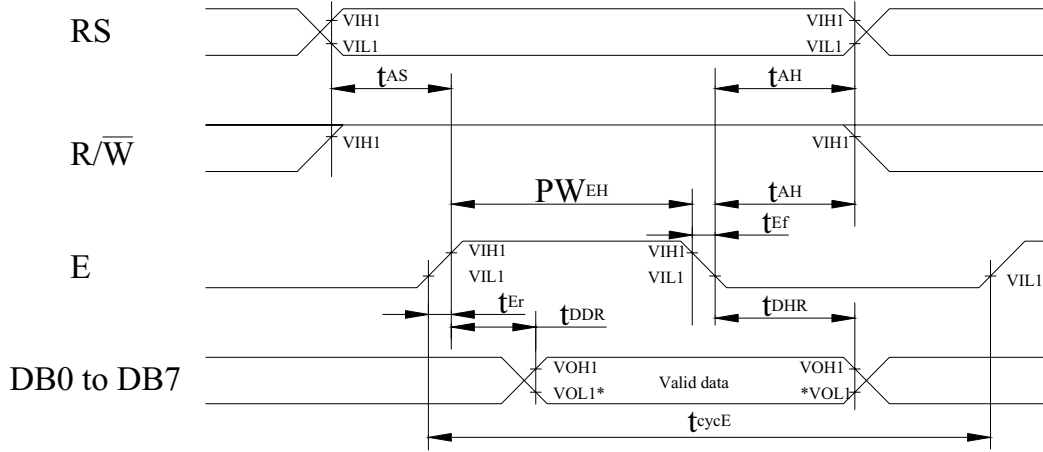 RS
VIH1
VIL1
VIH1
VIL1
tAS
tAH
R/W̅
VIH1
VIH1
PWEH
tAH
tEf
E
VIH1
VIL1
VIH1
VIL1
VIL1
tEr
tDDR
tDHR
DB0 to DB7
VOH1
VOL1*
Valid data
VOH1
*VOL1
tcycE